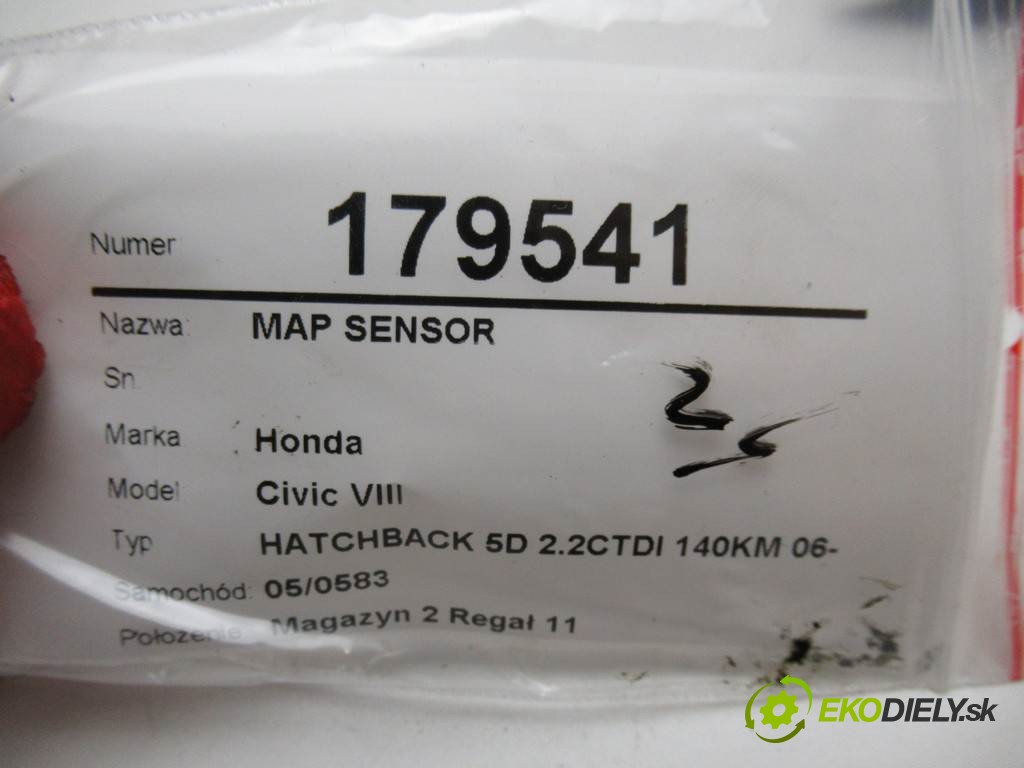 Numer 179541
Nazwa: MAP SENSOR
Sn.
Marka Honda
Model Civic VIII
Typ HATCHBACK 5D 2.2CTDI 140KM 06-
Samochód: 05/0583
Położenie Magazyn 2 Regał 11
EKODIELY.sk